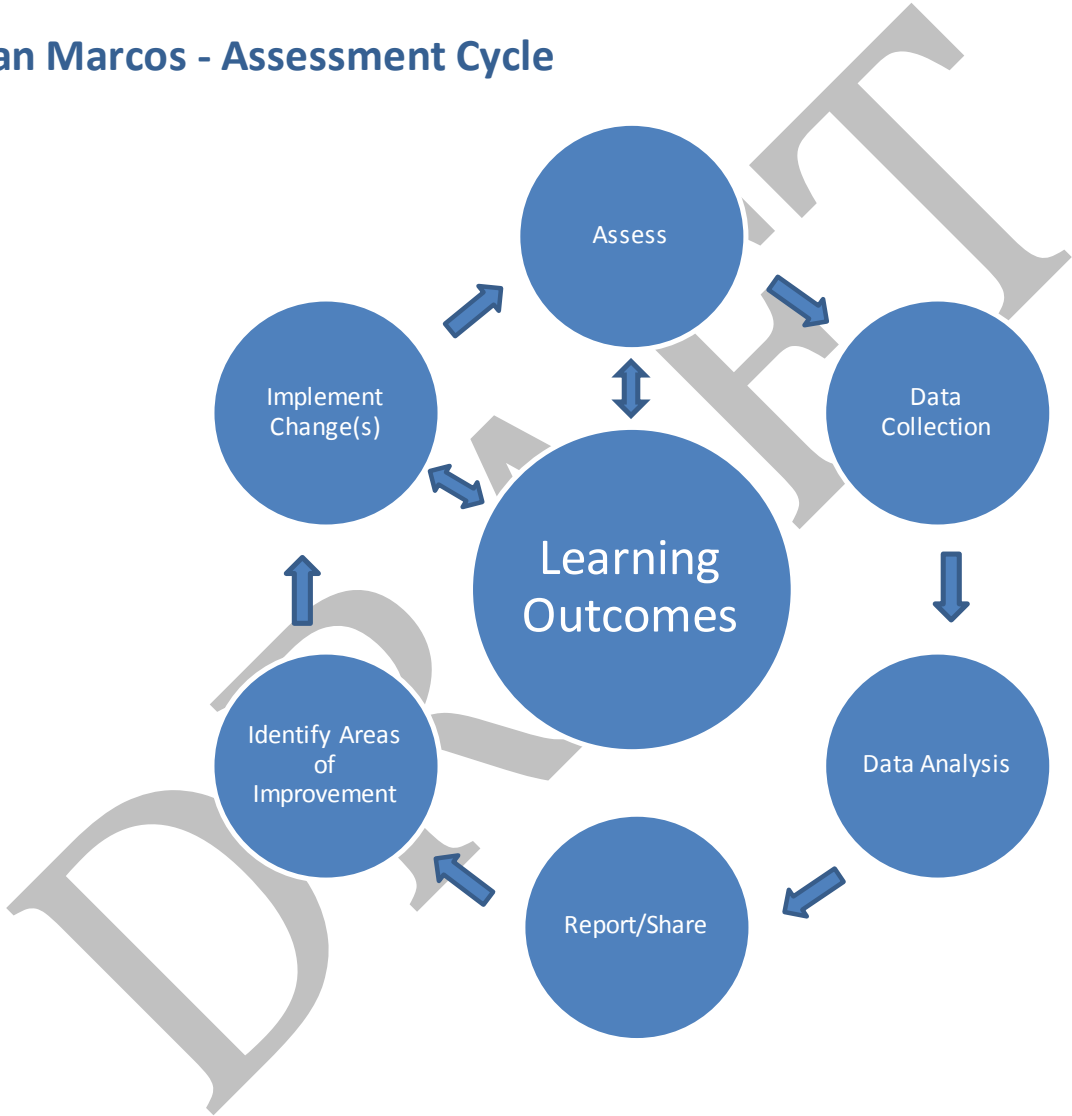 an Marcos - Assessment Cycle
Assess
Data
Collection
Data Analysis
Report/Share
Identify Areas
of
Improvement
Implement
Change(s)
Learning
Outcomes
DRAFT